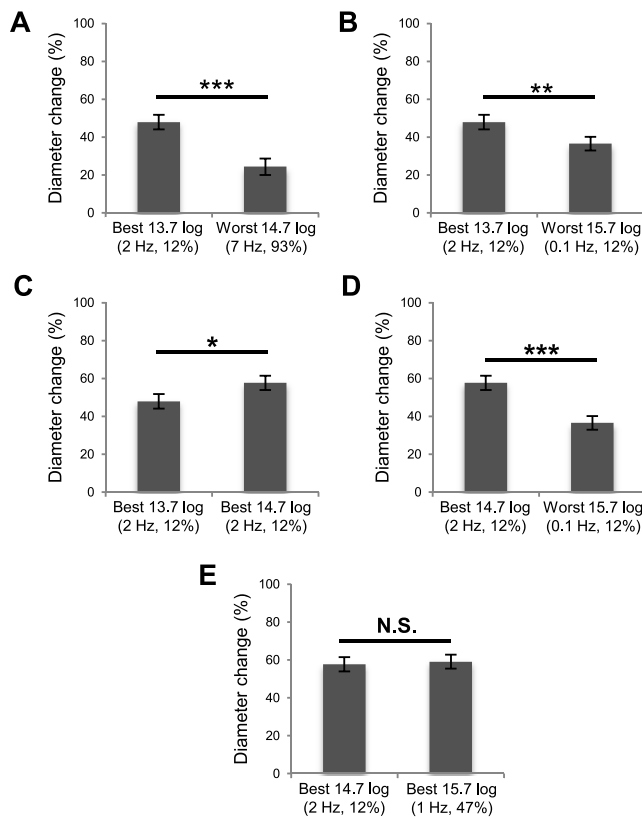 A
Diameter change (%)
100
80
60
40
20
0
***
Best 13.7 log
(2 Hz, 12%)
Worst 14.7 log
(7 Hz, 93%)
B
Diameter change (%)
100
80
60
40
20
0
**
Best 13.7 log
(2 Hz, 12%)
Worst 15.7 log
(0.1 Hz, 12%)
C
Diameter change (%)
100
80
60
40
20
0
*
Best 13.7 log
(2 Hz, 12%)
Best 14.7 log
(2 Hz, 12%)
D
Diameter change (%)
100
80
60
40
20
0
***
Best 14.7 log
(2 Hz, 12%)
Worst 15.7 log
(0.1 Hz, 12%)
E
Diameter change (%)
100
80
60
40
20
0
N.S.
Best 14.7 log
(2 Hz, 12%)
Best 15.7 log
(1 Hz, 47%)